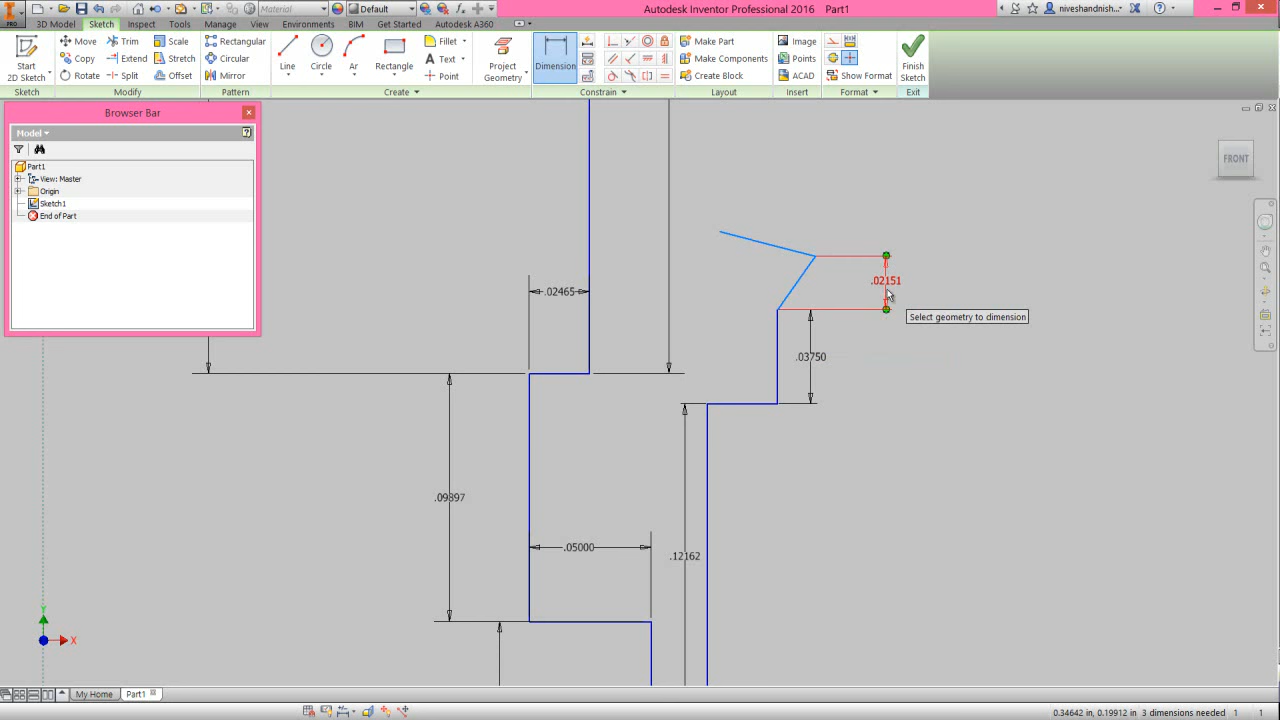 Material
Default
Autodesk Inventor Professional 2016 Part1
niveshandnish...
PRO
3D Model
Sketch
Inspect
Tools
Manage
View
Environments
BIM
Get Started
Autodesk A360
Start
2D Sketch
Move
Trim
Scale
Copy
Stretch
Rotate
Split
Offset
Rectangular
Circular
Mirror
Line
Circle
Ar
Rectangle
Fillet
Text
Point
Project
Geometry
Dimension
Make Part
Make Components
Create Block
Image
Points
ACAD
Show Format
Finish
Sketch
Sketch
Modify
Pattern
Create
Constrain
Layout
Insert
Format
Exit
Browser Bar
Model
Part1
View: Master
Origin
Sketch1
End of Part
FRONT
.02151
Select geometry to dimension
.02465
.03750
.09897
.05000
.12162
Y
X
My Home
Part1
0.34642 in, 0.19912 in
3 dimensions needed
1
1